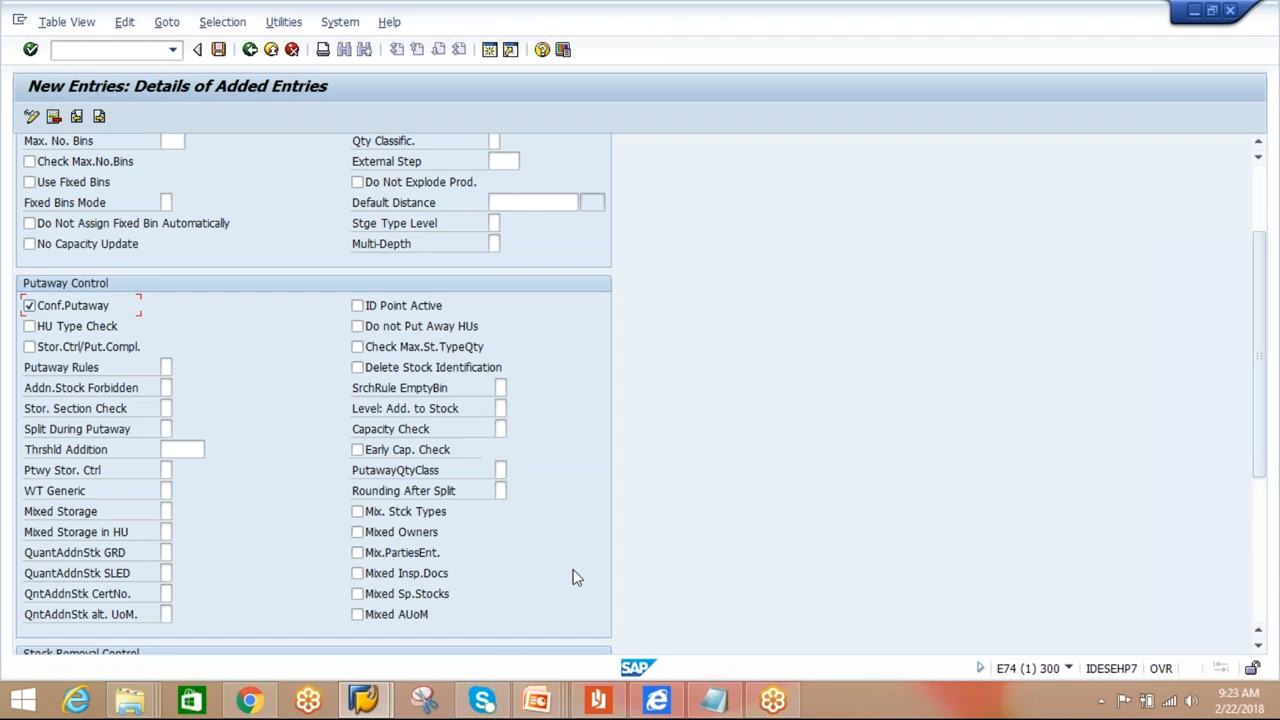 Table View Edit Goto Selection Utilities System Help
New Entries: Details of Added Entries
Max. No. Bins Qty Classific.
Check Max.No.Bins External Step
Use Fixed Bins Do Not Explode Prod.
Fixed Bins Mode Default Distance
Do Not Assign Fixed Bin Automatically Stge Type Level
No Capacity Update Multi-Depth
Putaway Control
Conf.Putaway ID Point Active
HU Type Check Do not Put Away HUs
Stor.Ctrl/Put.Compl. Check Max.St.TypeQty
Putaway Rules Delete Stock Identification
Addn.Stock Forbidden SrchRule EmptyBin
Stor. Section Check Level: Add. to Stock
Split During Putaway Capacity Check
Thrshld Addition Early Cap. Check
Ptwy Stor. Ctrl PutawayQtyClass
WT Generic Rounding After Split
Mixed Storage Mix. Stck Types
Mixed Storage in HU Mixed Owners
QuantAddnStk GRD Mix.PartiesEnt.
QuantAddnStk SLED Mixed Insp.Docs
QntAddnStk CertNo. Mixed Sp.Stocks
QntAddnStk alt. UoM. Mixed AUoM
Stock Removal Control
SAP E74 (1) 300 IDESEHP7 OVR
9:23 AM
2/22/2018